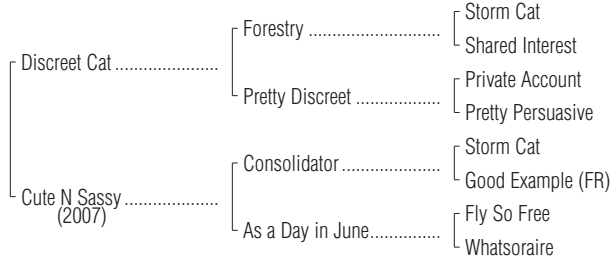 Storm Cat
Forestry ..............................
Shared Interest
Discreet Cat .......................
Private Account
Pretty Discreet ..................
Pretty Persuasive
Storm Cat
Consolidator .....................
Good Example (FR)
Cute N Sassy ....................
(2007)
Fly So Free
As a Day in June...............
Whatsoraire